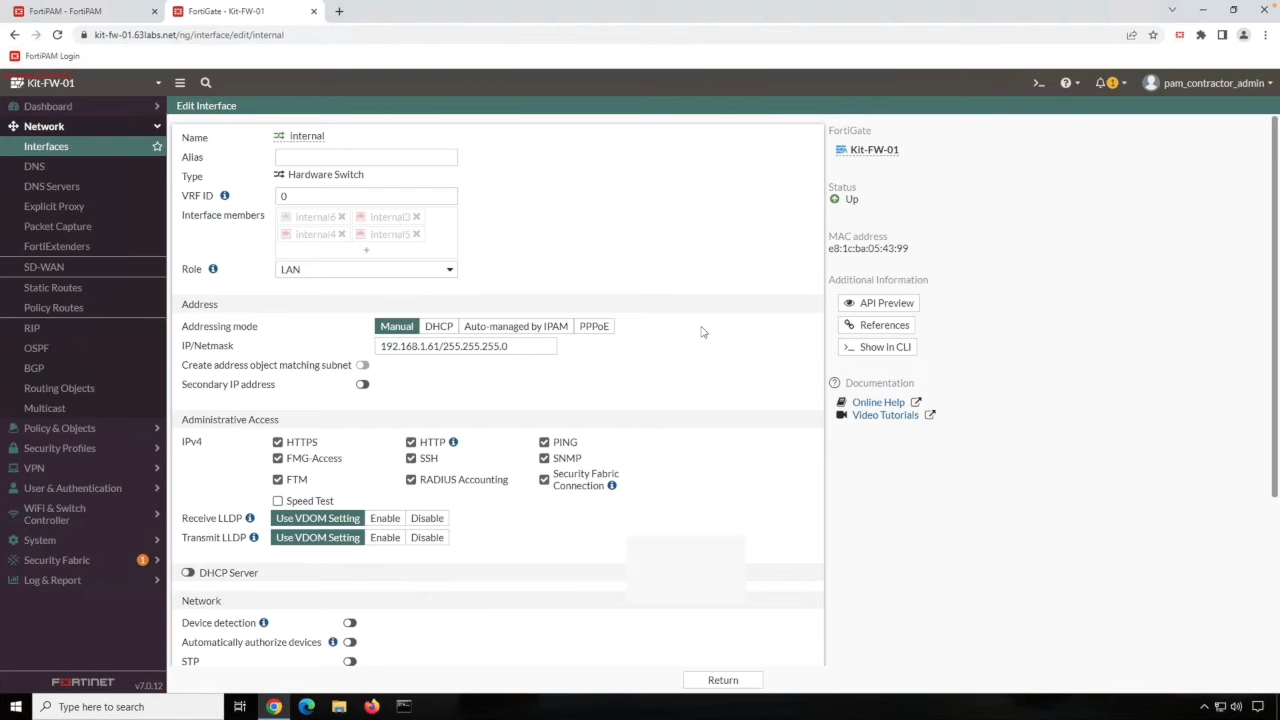 FortiPAM - FortiPAM
FortiGate - Kit-FW-01
kit-fw-01.63labs.net/ng/interface/edit/internal
FortiPAM Login
Kit-FW-01
1
pam_contractor_admin
Dashboard
Network
Interfaces
DNS
DNS Servers
Explicit Proxy
Packet Capture
FortiExtenders
SD-WAN
Static Routes
Policy Routes
RIP
OSPF
BGP
Routing Objects
Multicast
Policy & Objects
Security Profiles
VPN
User & Authentication
WiFi & Switch
Controller
System
Security Fabric 1
Log & Report
FORTINET v7.0.12
Edit Interface
Name internal
Alias
Type Hardware Switch
VRF ID 0
Interface members internal6 internal3
internal4 internal5
+
Role LAN
Address
Addressing mode Manual DHCP Auto-managed by IPAM PPPoE
IP/Netmask 192.168.1.61/255.255.255.0
Create address object matching subnet
Secondary IP address
Administrative Access
IPv4 HTTPS HTTP PING
FMG-Access SSH SNMP
FTM RADIUS Accounting Security Fabric
Connection
Speed Test
Receive LLDP Use VDOM Setting Enable Disable
Transmit LLDP Use VDOM Setting Enable Disable
DHCP Server
Network
Device detection
Automatically authorize devices
STP
Return
FortiGate
Kit-FW-01
Status
Up
MAC address
e8:1c:ba:05:43:99
Additional Information
API Preview
References
>_ Show in CLI
Documentation
Online Help
Video Tutorials
Type here to search